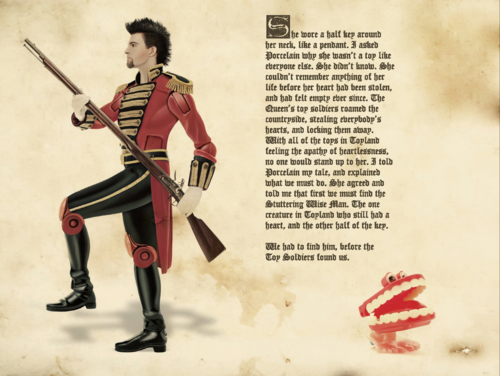 She wore a half key around
her neck, like a pendant. I asked
Porcelain why she wasn't a toy like
everyone else. She didn't know. She
couldn't remember anything of her
life before her heart had been stolen,
and had felt empty ever since. The
Queen's toy soldiers roamed the
countryside, stealing everybody's
hearts, and locking them away.
With all of the toys in Toyland
feeling the apathy of heartlessness,
no one would stand up to her. I told
Porcelain my tale, and explained
what we must do. She agreed and
told me that first we must find the
Stuttering Wise Man. The one
creature in Toyland who still had a
heart, and the other half of the key.
We had to find him, before the
Toy Soldiers found us.